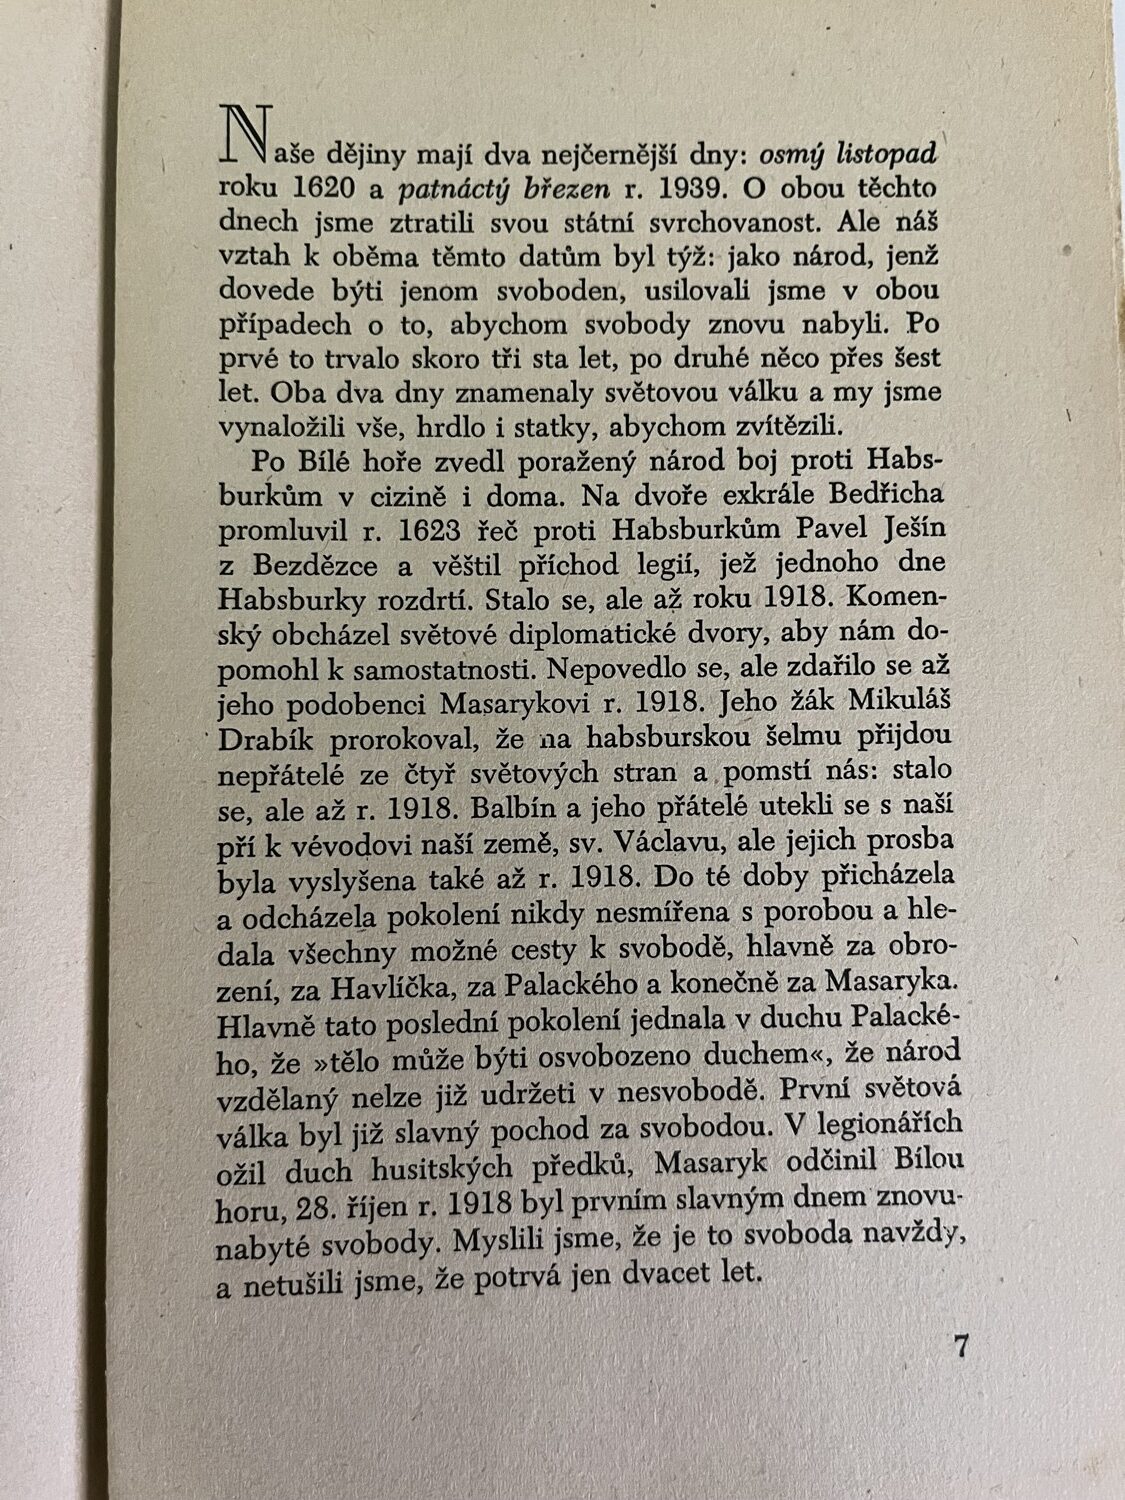 Naše dějiny mají dva nejčernější dny: osmý listopad
roku 1620 a patnáctý březen r. 1939. O obou těchto
dnech jsme ztratili svou státní svrchovanost. Ale náš
vztah k oběma těmto datům byl týž: jako národ, jenž
dovede býti jenom svoboden, usilovali jsme v obou
případech o to, abychom svobody znovu nabyli. Po
prvé to trvalo skoro tři sta let, po druhé něco přes šest
let. Oba dva dny znamenaly světovou válku a my jsme
vynaložili vše, hrdlo i statky, abychom zvítězili.
Po Bílé hoře zvedl poražený národ boj proti Habs-
burkům v cizině i doma. Na dvoře exkrále Bedřicha
promluvil r. 1623 řeč proti Habsburkům Pavel Ješín
z Bezdězce a věštil příchod legií, jež jednoho dne
Habsburky rozdrtí. Stalo se, ale až roku 1918. Komen-
ský obcházel světové diplomatické dvory, aby nám do-
pomohl k samostatnosti. Nepovedlo se, ale zdařilo se až
jeho podobenci Masarykovi r. 1918. Jeho žák Mikuláš
Drabík prorokoval, že na habsburskou šelmu přijdou
nepřátelé ze čtyř světových stran a pomstí nás: stalo
se, ale až r. 1918. Balbín a jeho přátelé utekli se s naší
pří k vévodovi naší země, sv. Václavu, ale jejich prosba
byla vyslyšena také až r. 1918. Do té doby přicházela
a odcházela pokolení nikdy nesmířena s porobou a hle-
dala všechny možné cesty k svobodě, hlavně za obro-
zení, za Havlíčka, za Palackého a konečně za Masaryka.
Hlavně tato poslední pokolení jednala v duchu Palacké-
ho, že »tělo může býti osvobozeno duchem«, že národ
vzdělaný nelze již udržeti v nesvobodě. První světová
válka byl již slavný pochod za svobodou. V legionářích
ožil duch husitských předků, Masaryk odčinil Bílou
horu, 28. říjen r. 1918 byl prvním slavným dnem znovu-
nabyté svobody. Myslili jsme, že je to svoboda navždy,
a netušili jsme, že potrvá jen dvacet let.
7